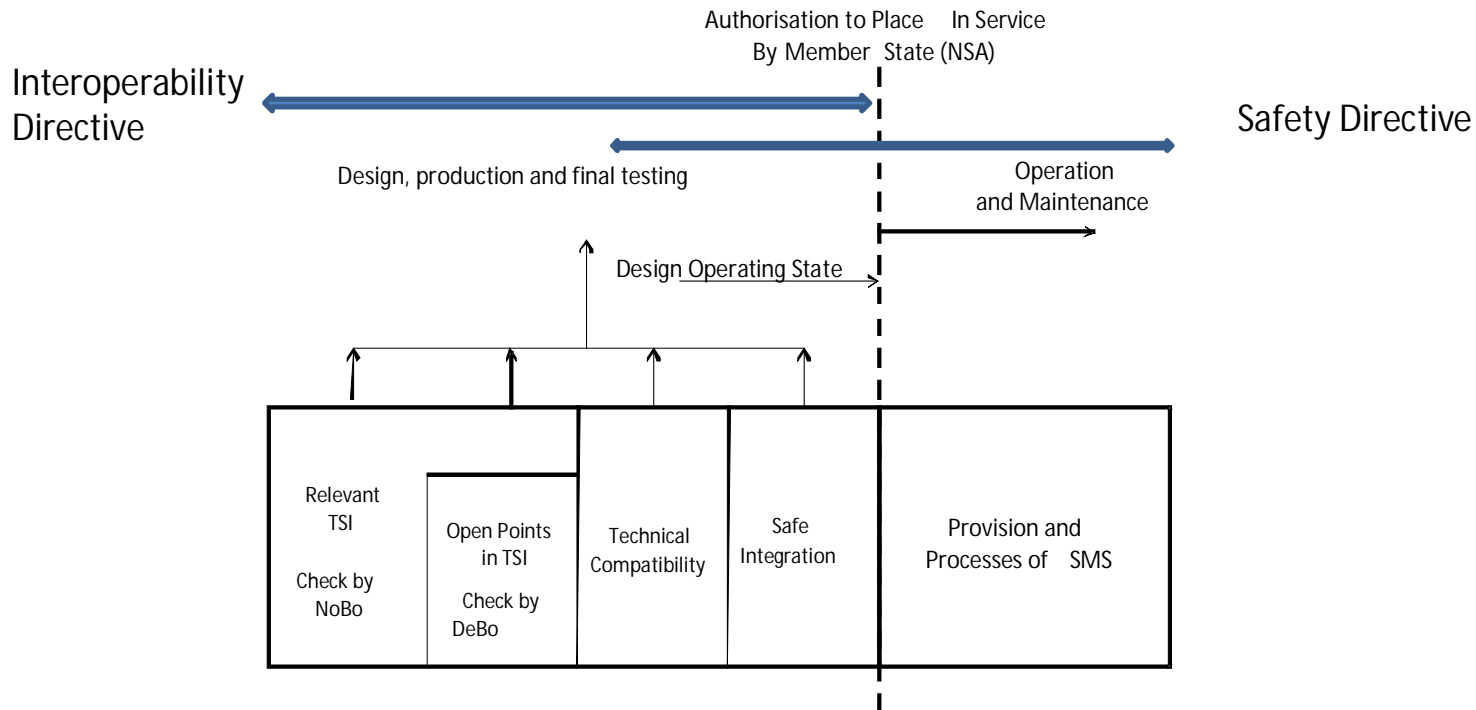 Authorisation to Place In Service
By Member State (NSA)
Interoperability
Directive
Safety Directive
Design, production and final testing
Operation
and Maintenance
Design Operating State
Relevant
TSI
Check by
NoBo
Open Points
in TSI
Check by
DeBo
Technical
Compatibility
Safe
Integration
Provision and
Processes of SMS